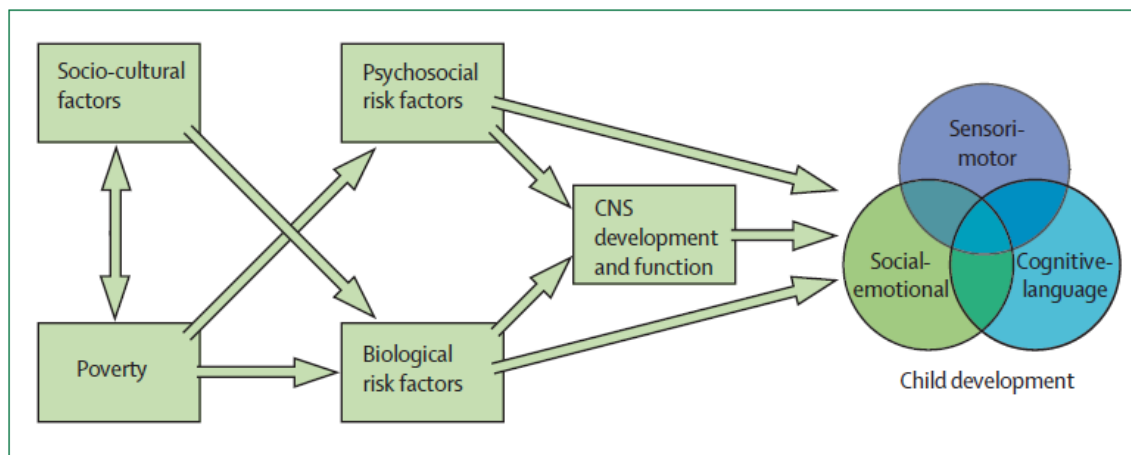 Socio-cultural
factors
Psychosocial
risk factors
Sensori-
motor
CNS
development
and function
Social-
emotional
Cognitive-
language
Poverty
Biological
risk factors
Child development